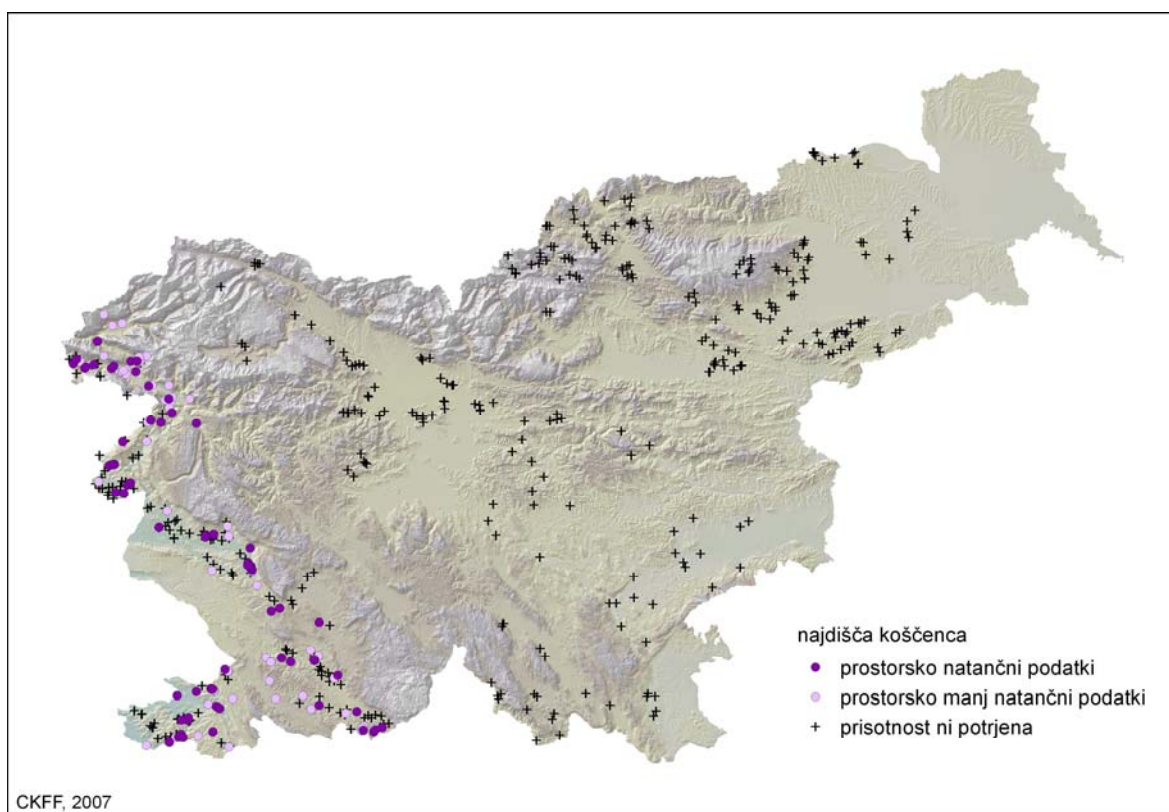 najdišča koščenca
prostorsko natančni podatki
prostorsko manj natančni podatki
prisotnost ni potrjena
CKFF, 2007